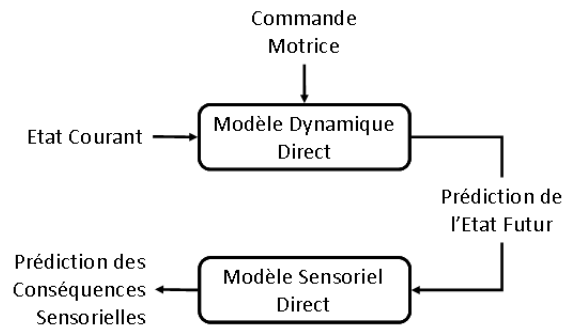 Commande
Motrice
Etat Courant
Modèle Dynamique
Direct
Prédiction de
l'Etat Futur
Modèle Sensoriel
Direct
Prédiction des
Conséquences
Sensorielles